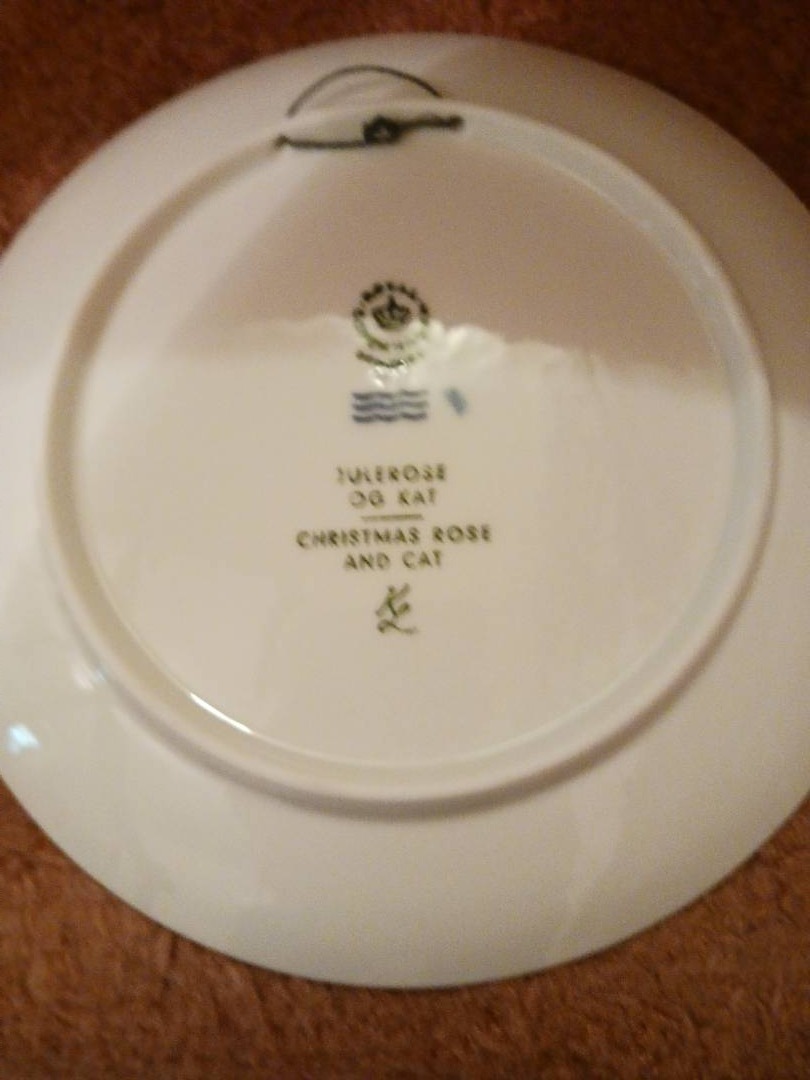 JULEROSE
OG KAT
CHRISTMAS ROSE
AND CAT